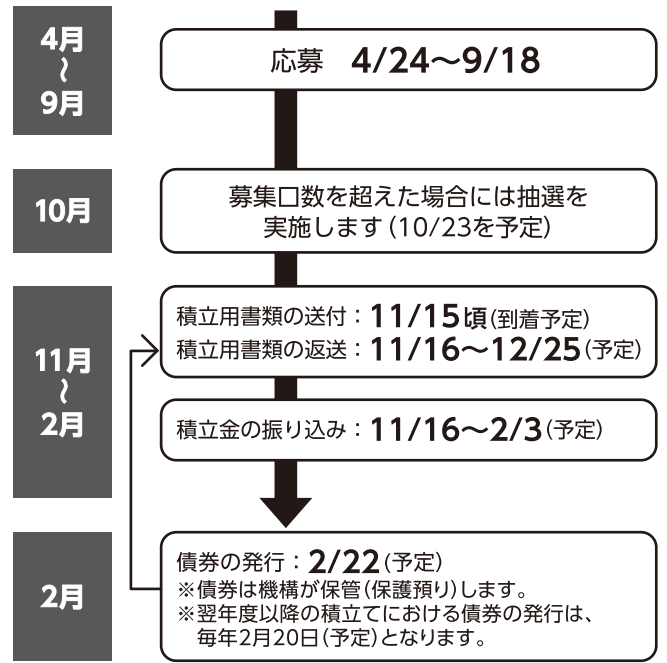 4月
〜
9月
応募 4/24〜9/18
10月
募集口数を超えた場合には抽選を
実施します(10/23を予定)
11月
〜
2月
積立用書類の送付：11/15頃(到着予定)
積立用書類の返送：11/16〜12/25(予定)
積立金の振り込み：11/16〜2/3(予定)
2月
債券の発行：2/22(予定)
※債券は機構が保管(保護預り)します。
※翌年度以降の積立てにおける債券の発行は、
毎年2月20日(予定)となります。